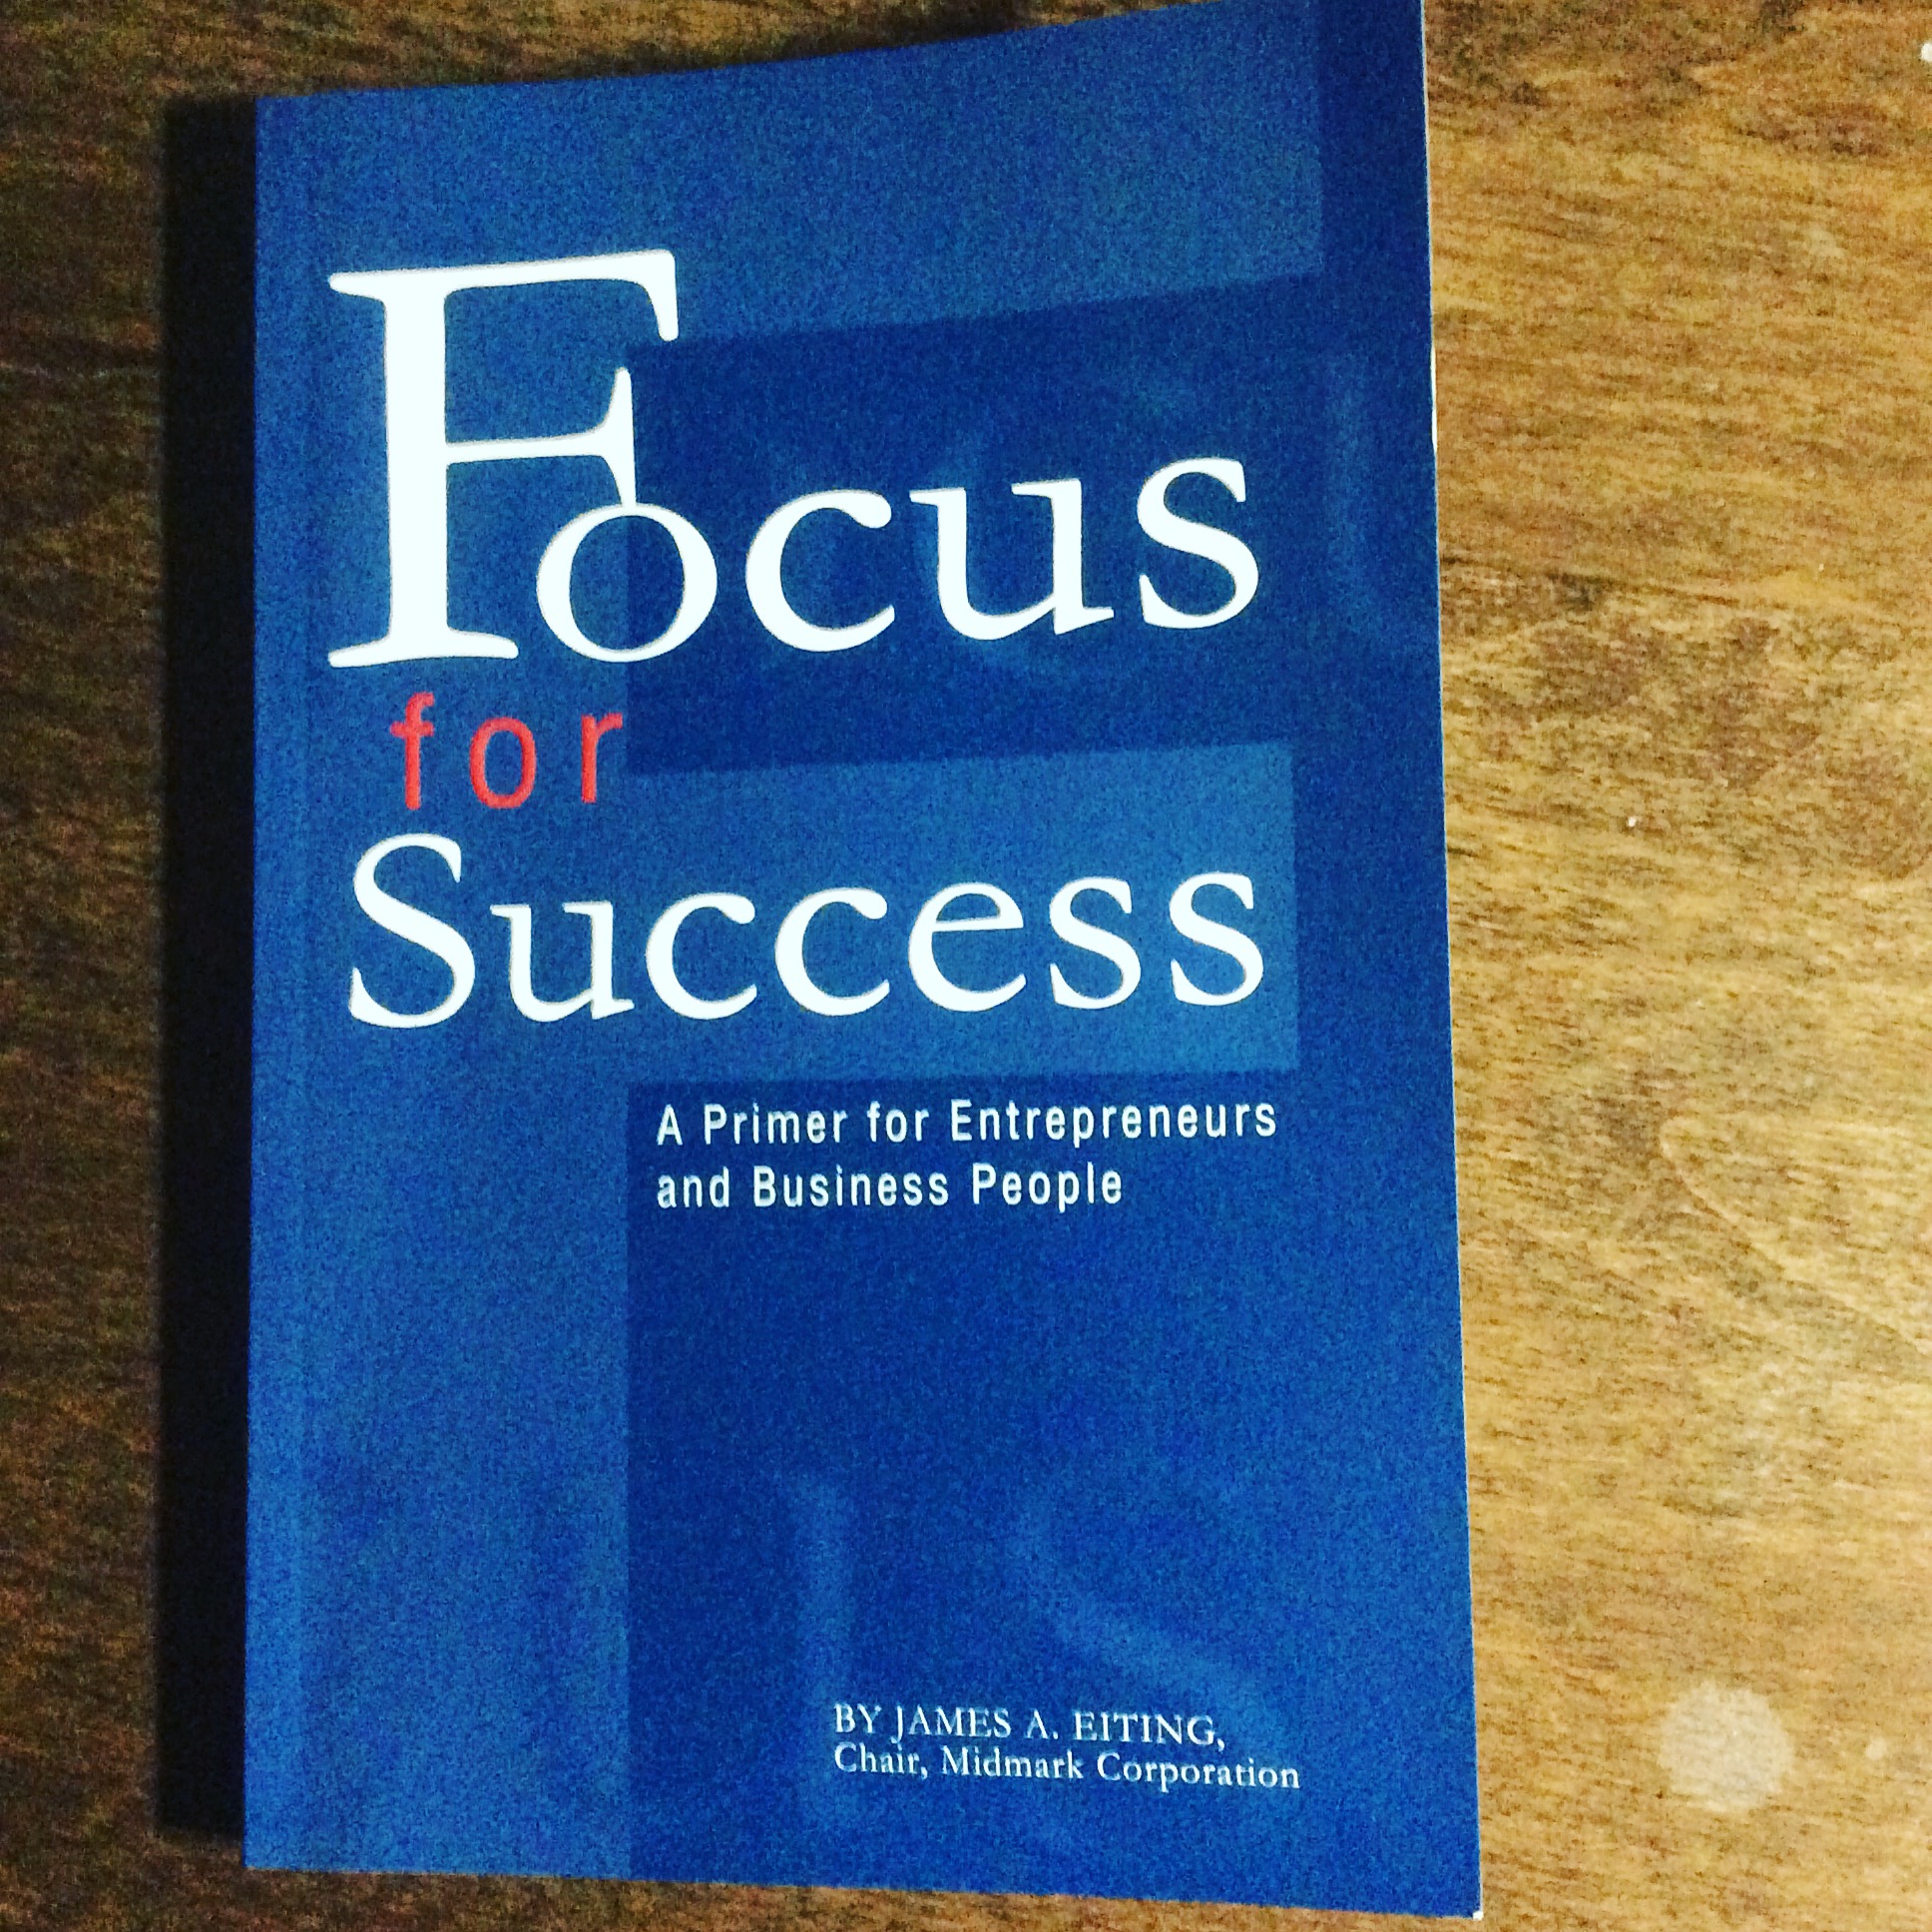 Focus
for
Success
A Primer for Entrepreneurs
and Business People
BY JAMES A. EITING,
Chair, Midmark Corporation